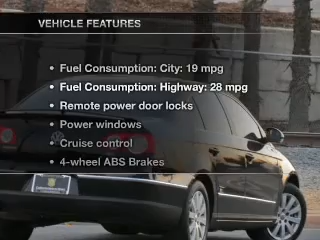 VEHICLE FEATURES
• Fuel Consumption: City: 19 mpg
• Fuel Consumption: Highway: 28 mpg
• Remote power door locks
• Power windows
• Cruise control
• 4-wheel ABS Brakes